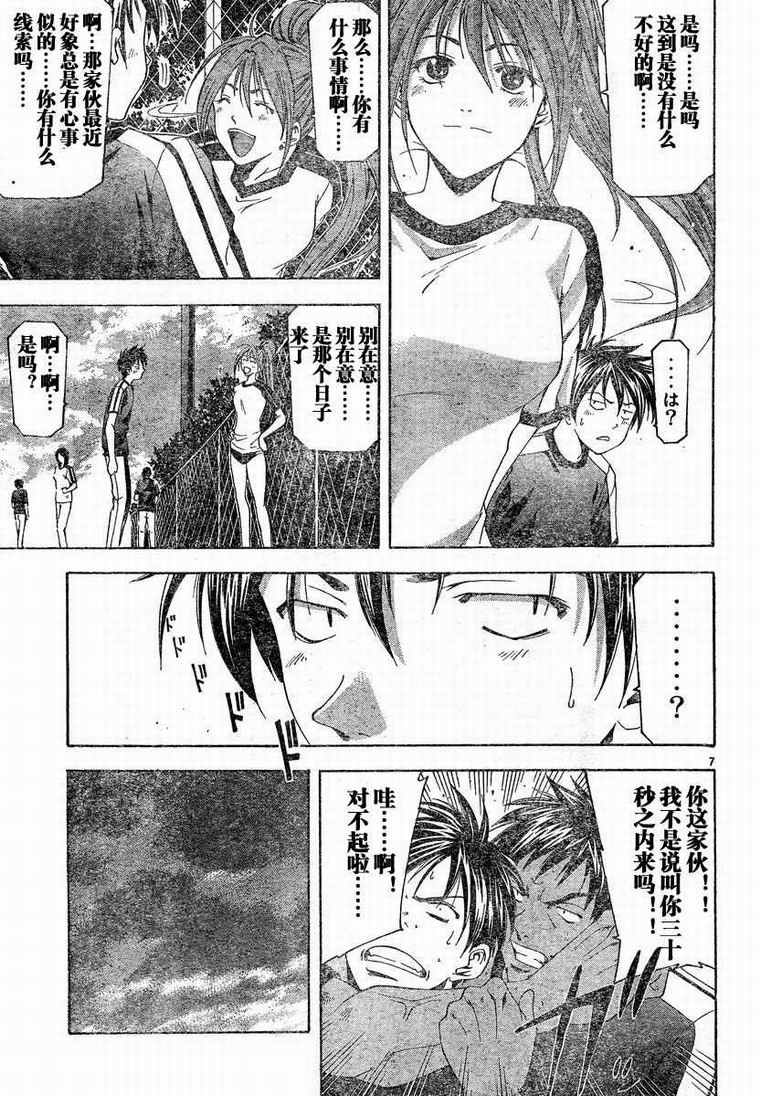 是吗……是吗
这到是没有什么
不好的啊……
那么……你有
什么事情啊……
啊…那家伙最近
好象总是有心事
似的……你有什么
线索吗……
……は？
别在意……
别在意……
是那个日子
来了
啊…啊
是吗？
………？
ドドドド
7
你这家伙！！
我不是说叫你三十
秒之内来吗！！
哇……啊！
对不起啦……